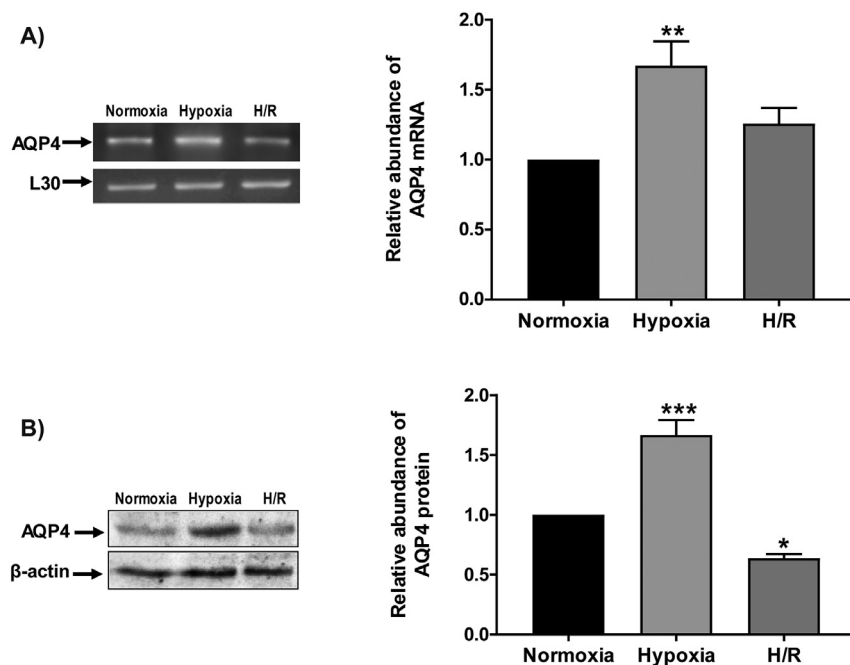 A)
Normoxia Hypoxia H/R
AQP4
L30
Relative abundance of
AQP4 mRNA
2.0
1.5
1.0
0.5
0.0
**
Normoxia Hypoxia H/R
B)
Normoxia Hypoxia H/R
AQP4
β-actin
Relative abundance of
AQP4 protein
2.0
1.5
1.0
0.5
0.0
***
*
Normoxia Hypoxia H/R